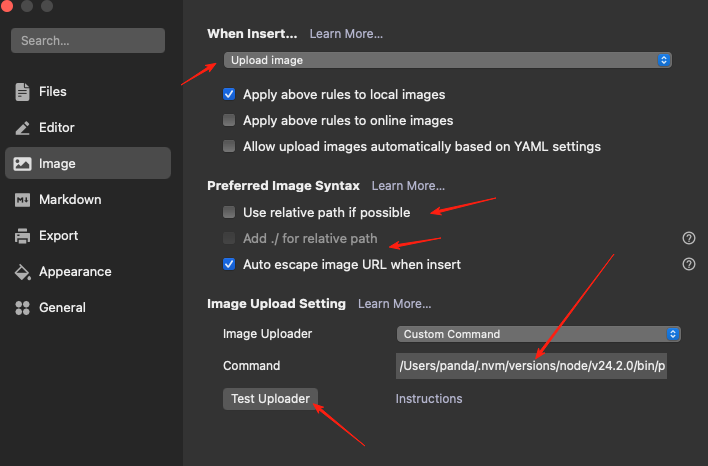 Search...
Files
Editor
Image
Markdown
Export
Appearance
General
When Insert... Learn More...
Upload image
Apply above rules to local images
Apply above rules to online images
Allow upload images automatically based on YAML settings
Preferred Image Syntax Learn More...
Use relative path if possible
Add ./ for relative path
Auto escape image URL when insert
Image Upload Setting Learn More...
Image Uploader Custom Command
Command /Users/panda/.nvm/versions/node/v24.2.0/bin/p
Test Uploader Instructions